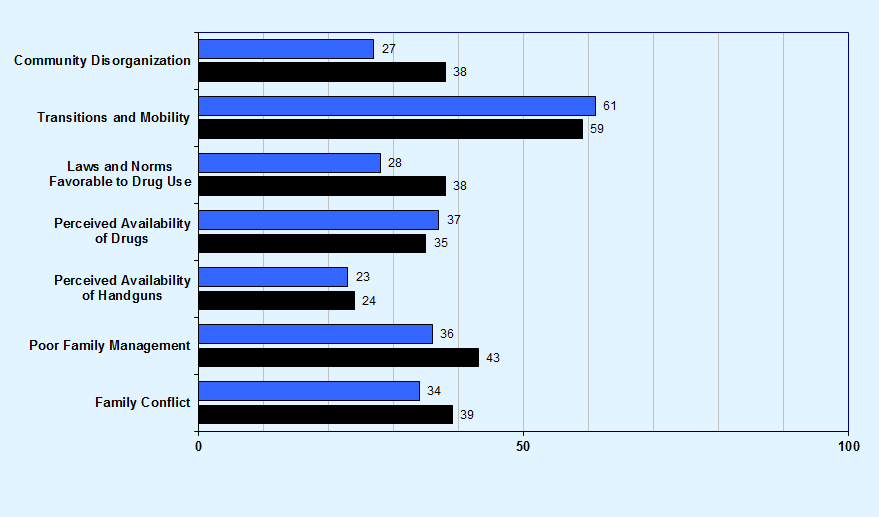 Community Disorganization
27
38
Transitions and Mobility
61
59
Laws and Norms
Favorable to Drug Use
28
38
Perceived Availability
of Drugs
37
35
Perceived Availability
of Handguns
23
24
Poor Family Management
36
43
Family Conflict
34
39
0 50 100